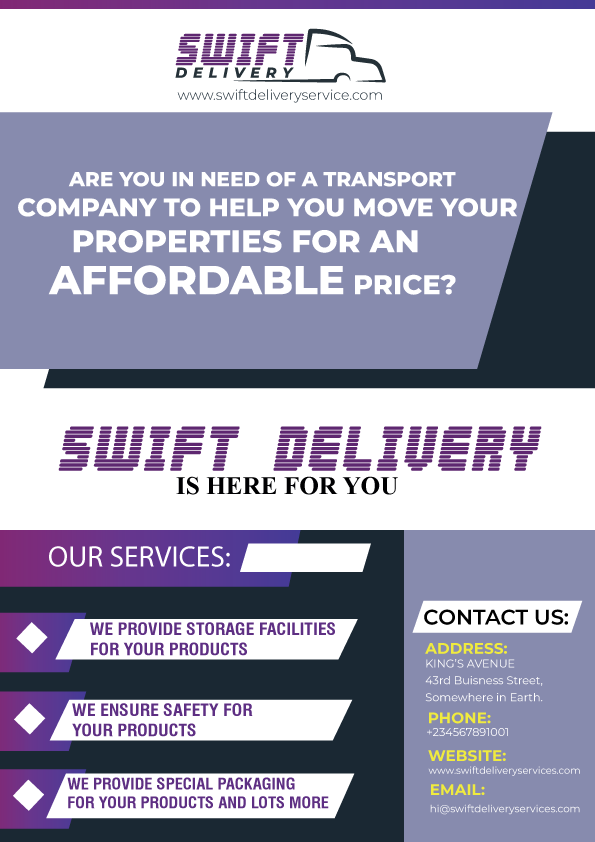 SWIFT
DELIVERY
www.swiftdeliveryservice.com
ARE YOU IN NEED OF A TRANSPORT
COMPANY TO HELP YOU MOVE YOUR
PROPERTIES FOR AN
AFFORDABLE PRICE?
SWIFT DELIVERY
IS HERE FOR YOU
OUR SERVICES:
WE PROVIDE STORAGE FACILITIES
FOR YOUR PRODUCTS
WE ENSURE SAFETY FOR
YOUR PRODUCTS
WE PROVIDE SPECIAL PACKAGING
FOR YOUR PRODUCTS AND LOTS MORE
CONTACT US:
ADDRESS:
KING'S AVENUE
43rd Buisness Street,
Somewhere in Earth.
PHONE:
+234567891001
WEBSITE:
www.swiftdeliveryservices.com
EMAIL:
hi@swiftdeliveryservices.com